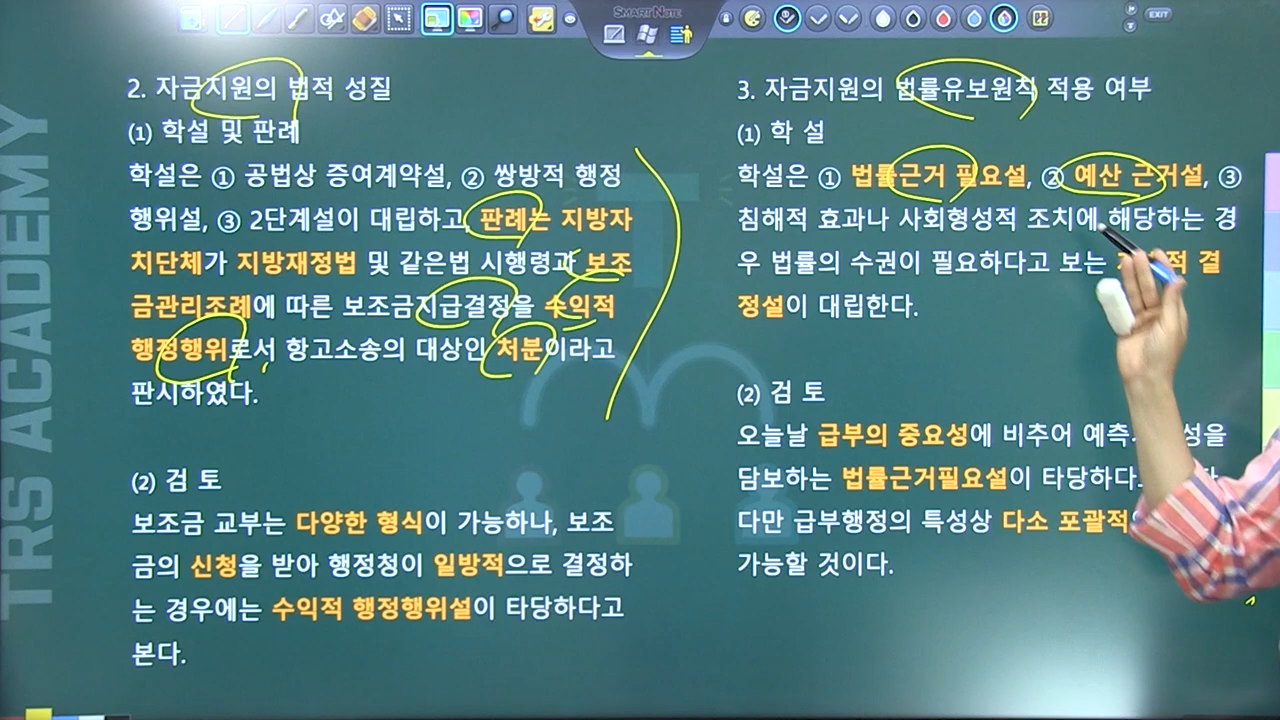 SMART NOTE
EXIT
TRS ACADEMY
2. 자금지원의 법적 성질
(1) 학설 및 판례
학설은 ① 공법상 증여계약설, ② 쌍방적 행정
행위설, ③ 2단계설이 대립하고, 판례는 지방자
치단체가 지방재정법 및 같은법 시행령과 보조
금관리조례에 따른 보조금지급결정을 수익적
행정행위로서 항고소송의 대상인 처분이라고
판시하였다.
(2) 검 토
보조금 교부는 다양한 형식이 가능하나, 보조
금의 신청을 받아 행정청이 일방적으로 결정하
는 경우에는 수익적 행정행위설이 타당하다고
본다.
3. 자금지원의 법률유보원칙 적용 여부
(1) 학 설
학설은 ① 법률근거 필요설, ② 예산 근거설, ③
침해적 효과나 사회형성적 조치에 해당하는 경
우 법률의 수권이 필요하다고 보는 결
정설이 대립한다.
(2) 검 토
오늘날 급부의 중요성에 비추어
담보하는 법률근거필요설이
다만 급부행정의 특성상 다소 포괄적
가능할 것이다.